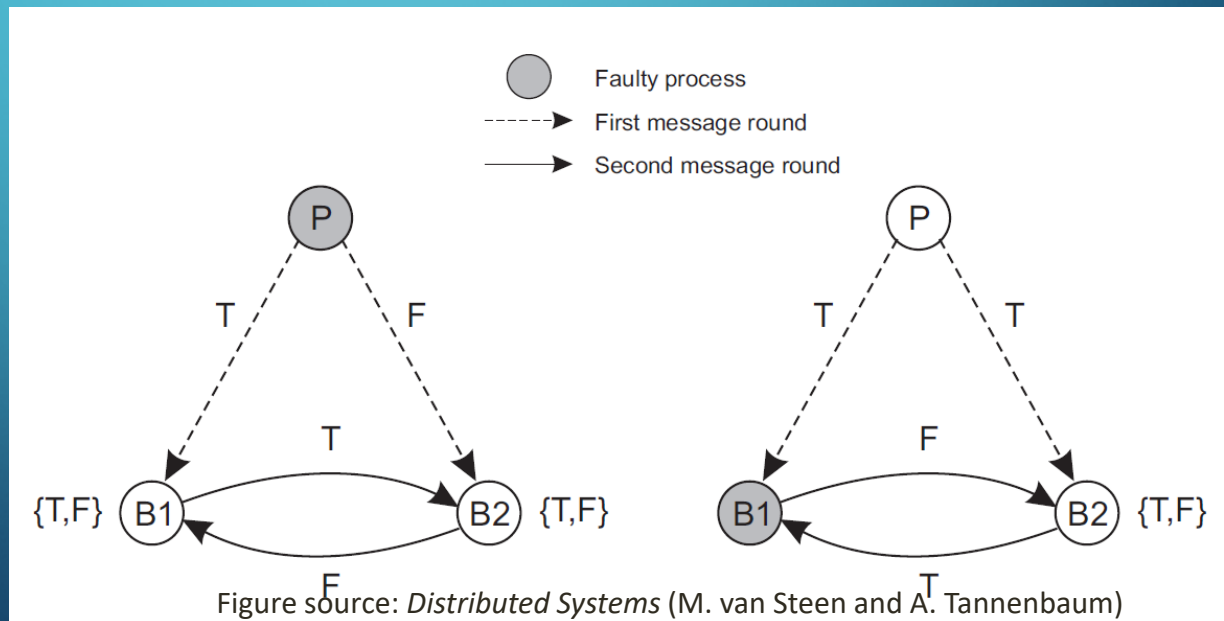 Faulty process
First message round
Second message round
P
P
T
F
T
T
T
F
{T,F}
B1
B2
{T,F}
B1
B2
{T,F}
F
T
Figure source: Distributed Systems (M. van Steen and A. Tannenbaum)